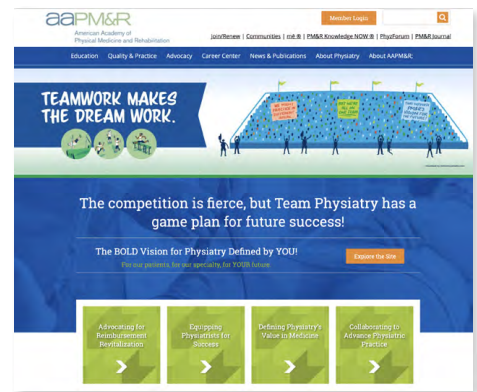 aaPM&R
Member Login
American Academy of
Physical Medicine and Rehabilitation
Join/Renew | Communities | mē ® | PM&R Knowledge NOW ® | PhyzForum | PM&R Journal
Education Quality & Practice Advocacy Career Center News & Publications About Physiatry About AAPM&R
TEAMWORK MAKES
THE DREAM WORK.
The competition is fierce, but Team Physiatry has a
game plan for future success!
The BOLD Vision for Physiatry Defined by YOU!
For our patients, for our specialty, for YOUR future
Explore the Site
Advocating for
Reimbursement
Revitalization
Equipping
Physiatrists for
Success
Defining Physiatry's
Value in Medicine
Collaborating to
Advance Physiatric
Practice